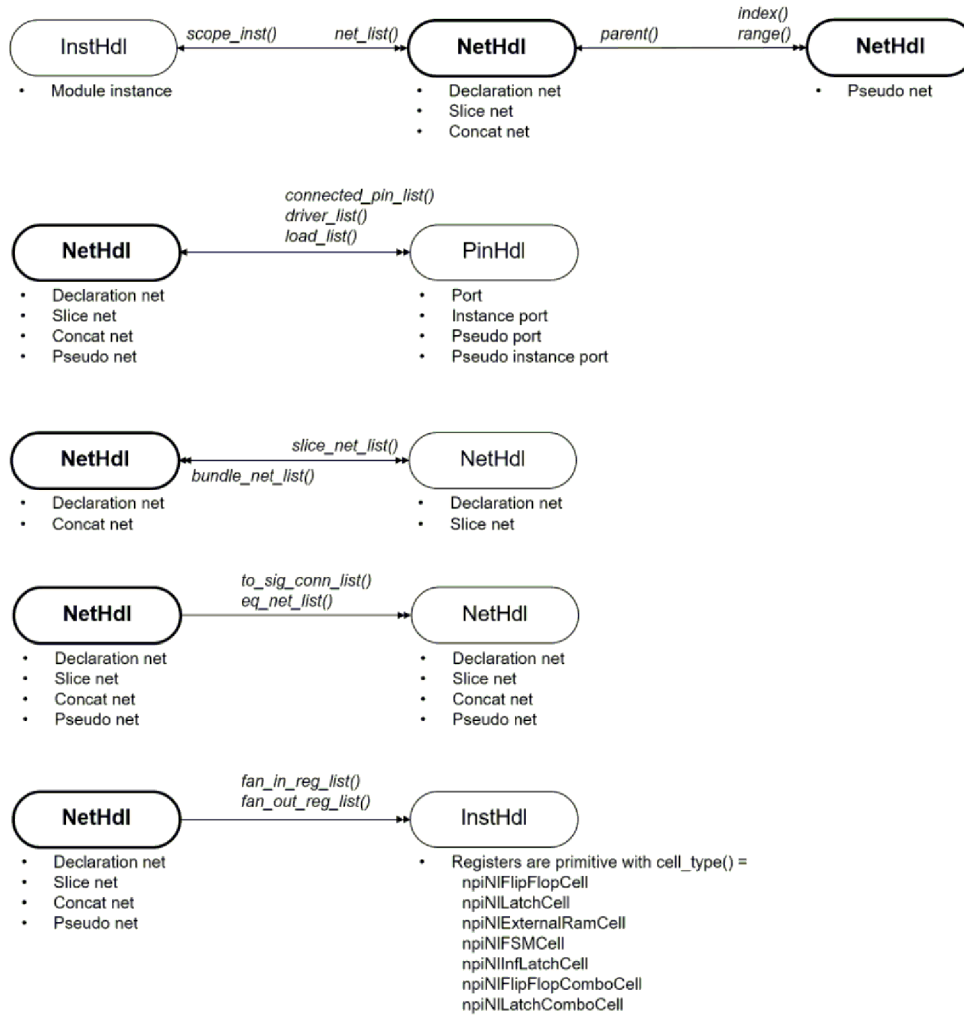 index()
scope_inst() net_list() parent() range()
InstHdl NetHdl NetHdl
• Module instance • Declaration net • Pseudo net
• Slice net
• Concat net
connected_pin_list()
driver_list()
load_list()
NetHdl PinHdl
• Declaration net • Port
• Slice net • Instance port
• Concat net • Pseudo port
• Pseudo net • Pseudo instance port
slice_net_list()
NetHdl NetHdl
bundle_net_list()
• Declaration net • Declaration net
• Concat net • Slice net
to_sig_conn_list()
eq_net_list()
NetHdl NetHdl
• Declaration net • Declaration net
• Slice net • Slice net
• Concat net • Concat net
• Pseudo net • Pseudo net
fan_in_reg_list()
fan_out_reg_list()
NetHdl InstHdl
• Declaration net • Registers are primitive with cell_type() =
• Slice net npiNlFlipFlopCell
• Concat net npiNlLatchCell
• Pseudo net npiNlExternalRamCell
npiNlFSMCell
npiNlInfLatchCell
npiNlFlipFlopComboCell
npiNlLatchComboCell